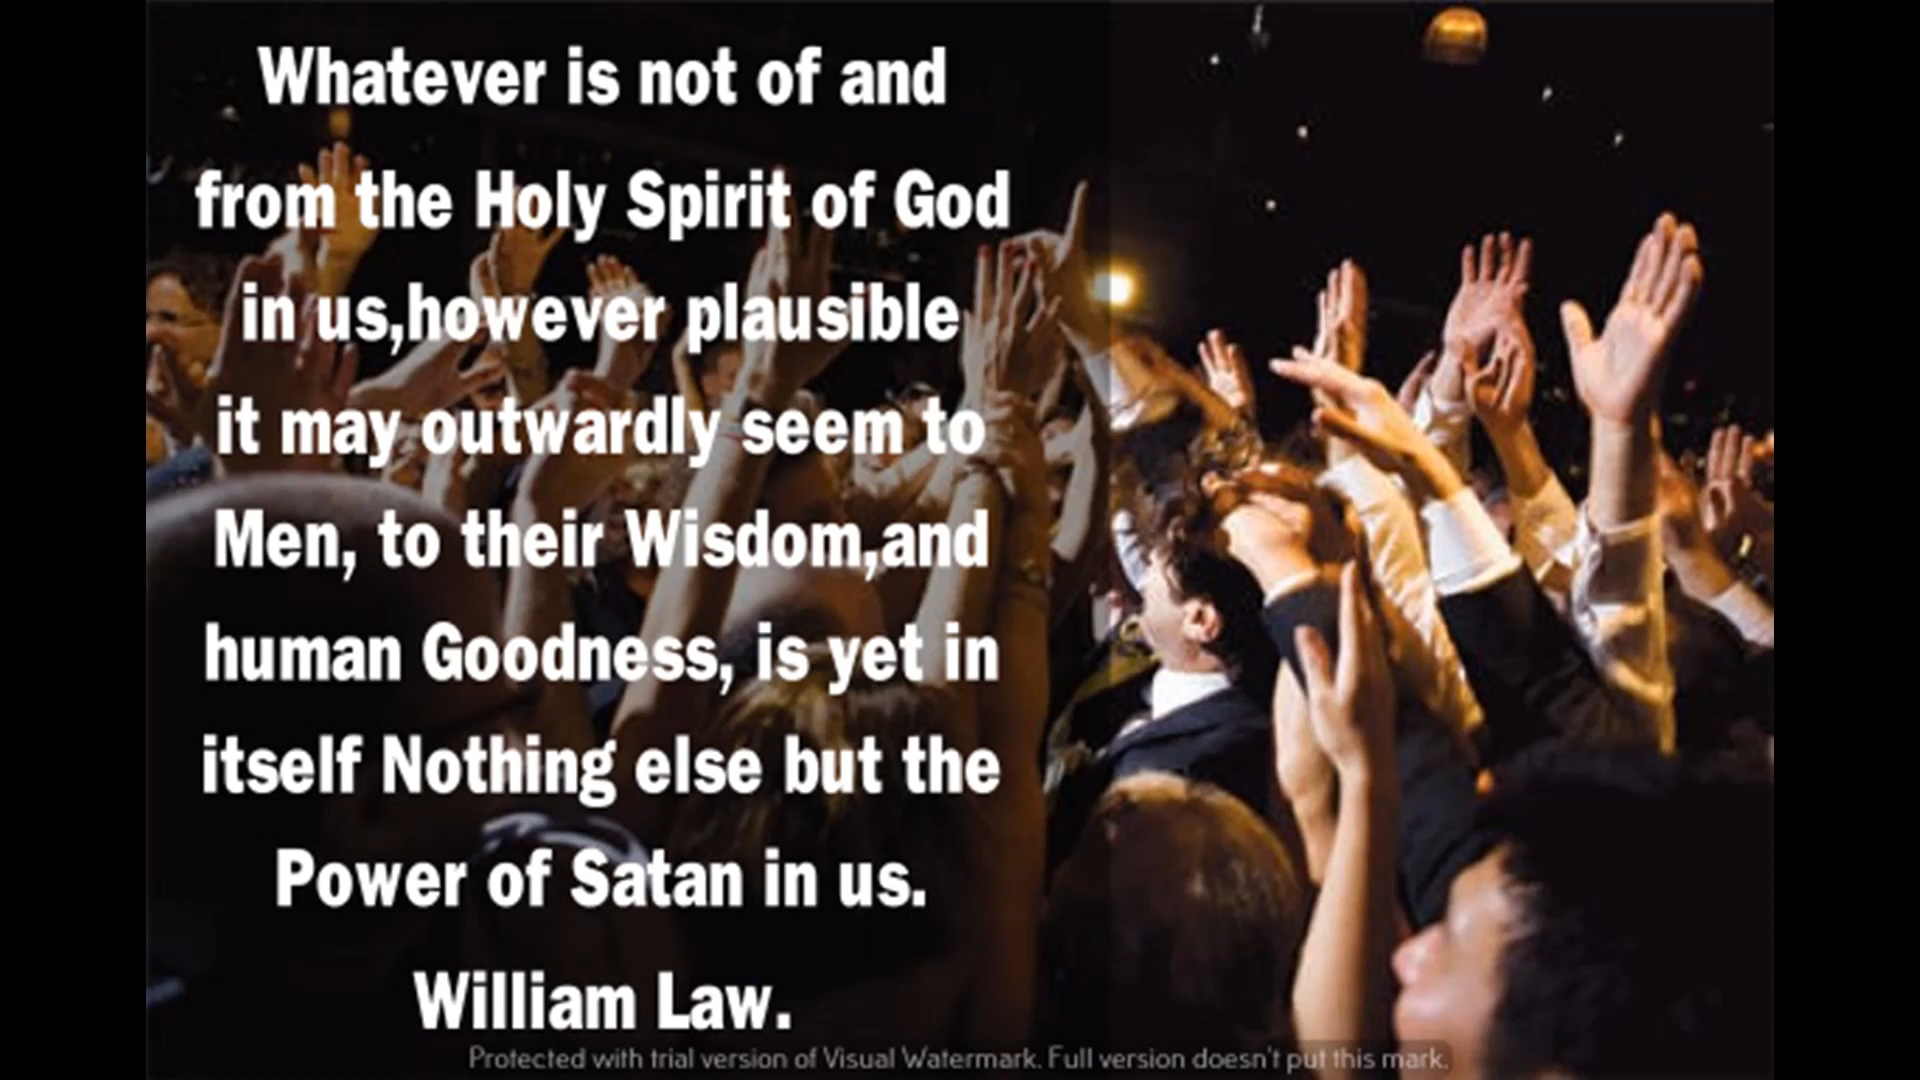 Whatever is not of and
from the Holy Spirit of God
in us,however plausible
it may outwardly seem to
Men, to their Wisdom,and
human Goodness, is yet in
itself Nothing else but the
Power of Satan in us.
William Law.
Protected with trial version of Visual Watermark. Full version doesn't put this mark.